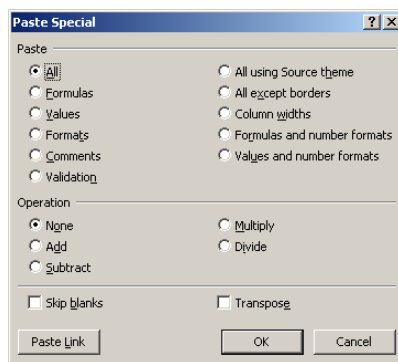 Paste Special
Paste
All
All using Source theme
Formulas
All except borders
Values
Column widths
Formats
Formulas and number formats
Comments
Values and number formats
Validation
Operation
None
Multiply
Add
Divide
Subtract
Skip blanks
Transpose
Paste Link
OK
Cancel